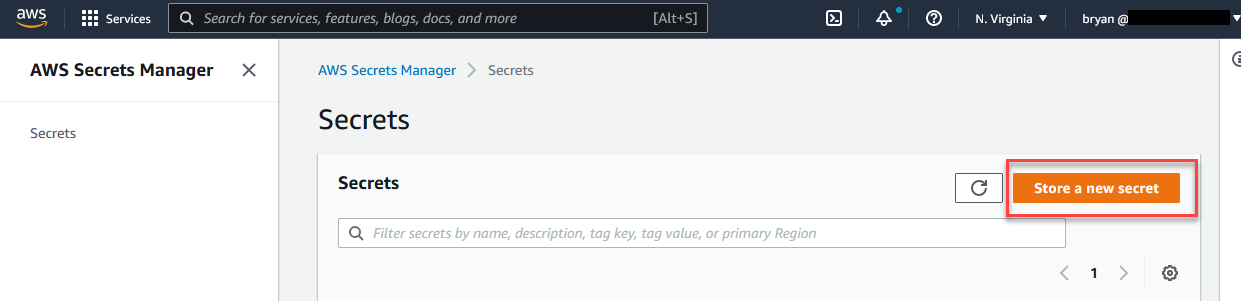 aws Services Search for services, features, blogs, docs, and more [Alt+S] N. Virginia bryan @
AWS Secrets Manager
AWS Secrets Manager Secrets
Secrets
Secrets
Secrets Store a new secret
Filter secrets by name, description, tag key, tag value, or primary Region
1